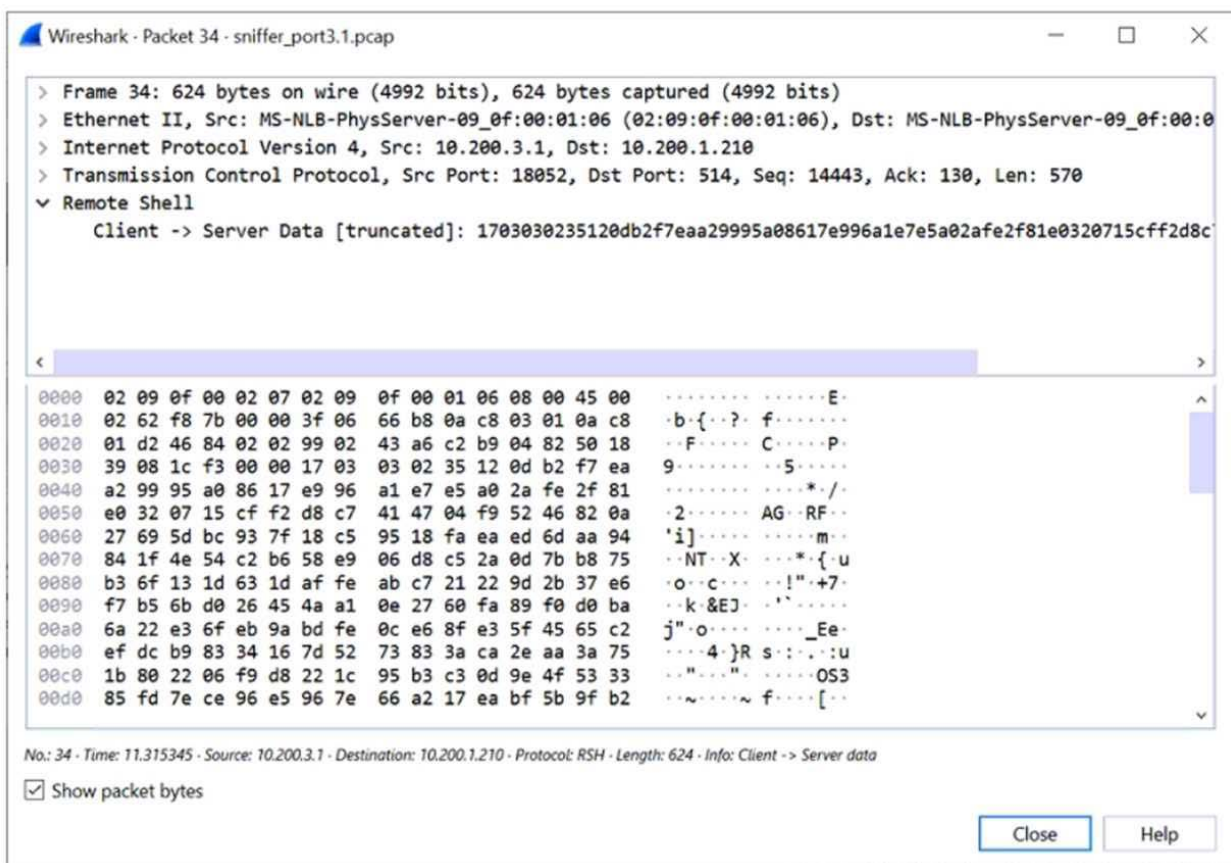 Wireshark · Packet 34 · sniffer_port3.1.pcap
> Frame 34: 624 bytes on wire (4992 bits), 624 bytes captured (4992 bits)
> Ethernet II, Src: MS-NLB-PhysServer-09_0f:00:01:06 (02:09:0f:00:01:06), Dst: MS-NLB-PhysServer-09_0f:00:0
> Internet Protocol Version 4, Src: 10.200.3.1, Dst: 10.200.1.210
> Transmission Control Protocol, Src Port: 18052, Dst Port: 514, Seq: 14443, Ack: 130, Len: 570
Remote Shell
Client -> Server Data [truncated]: 1703030235120db2f7eaa29995a08617e996a1e7e5a02afe2f81e0320715cff2d8c
0000 02 09 0f 00 02 07 02 09 0f 00 01 06 08 00 45 00 ········ ······E·
0010 02 62 f8 7b 00 00 3f 06 66 b8 0a c8 03 01 0a c8 ·b·{··?· f·······
0020 01 d2 46 84 02 02 99 02 43 a6 c2 b9 04 82 50 18 ··F····· C·····P·
0030 39 08 1c f3 00 00 17 03 03 02 35 12 0d b2 f7 ea 9······· ··5·····
0040 a2 99 95 a0 86 17 e9 96 a1 e7 e5 a0 2a fe 2f 81 ········ ····*·/·
0050 e0 32 07 15 cf f2 d8 c7 41 47 04 f9 52 46 82 0a ·2······ AG··RF··
0060 27 69 5d bc 93 7f 18 c5 95 18 fa ea ed 6d aa 94 'i]····· ·····m··
0070 84 1f 4e 54 c2 b6 58 e9 06 d8 c5 2a 0d 7b b8 75 ··NT··X· ···*·{·u
0080 b3 6f 13 1d 63 1d af fe ab c7 21 22 9d 2b 37 e6 ·o··c··· ··!"·+7·
0090 f7 b5 6b d0 26 45 4a a1 0e 27 60 fa 89 f0 d0 ba ··k·&EJ· ·'`·····
00a0 6a 22 e3 6f eb 9a bd fe 0c e6 8f e3 5f 45 65 c2 j"·o···· ····_Ee·
00b0 ef dc b9 83 34 16 7d 52 73 83 3a ca 2e aa 3a 75 ····4·}R s·:·.·:u
00c0 1b 80 22 06 f9 d8 22 1c 95 b3 c3 0d 9e 4f 53 33 ··"···"· ·····OS3
00d0 85 fd 7e ce 96 e5 96 7e 66 a2 17 ea bf 5b 9f b2 ··~····~ f····[··
No.: 34 · Time: 11.315345 · Source: 10.200.3.1 · Destination: 10.200.1.210 · Protocol: RSH · Length: 624 · Info: Client -> Server data
Show packet bytes
Close Help